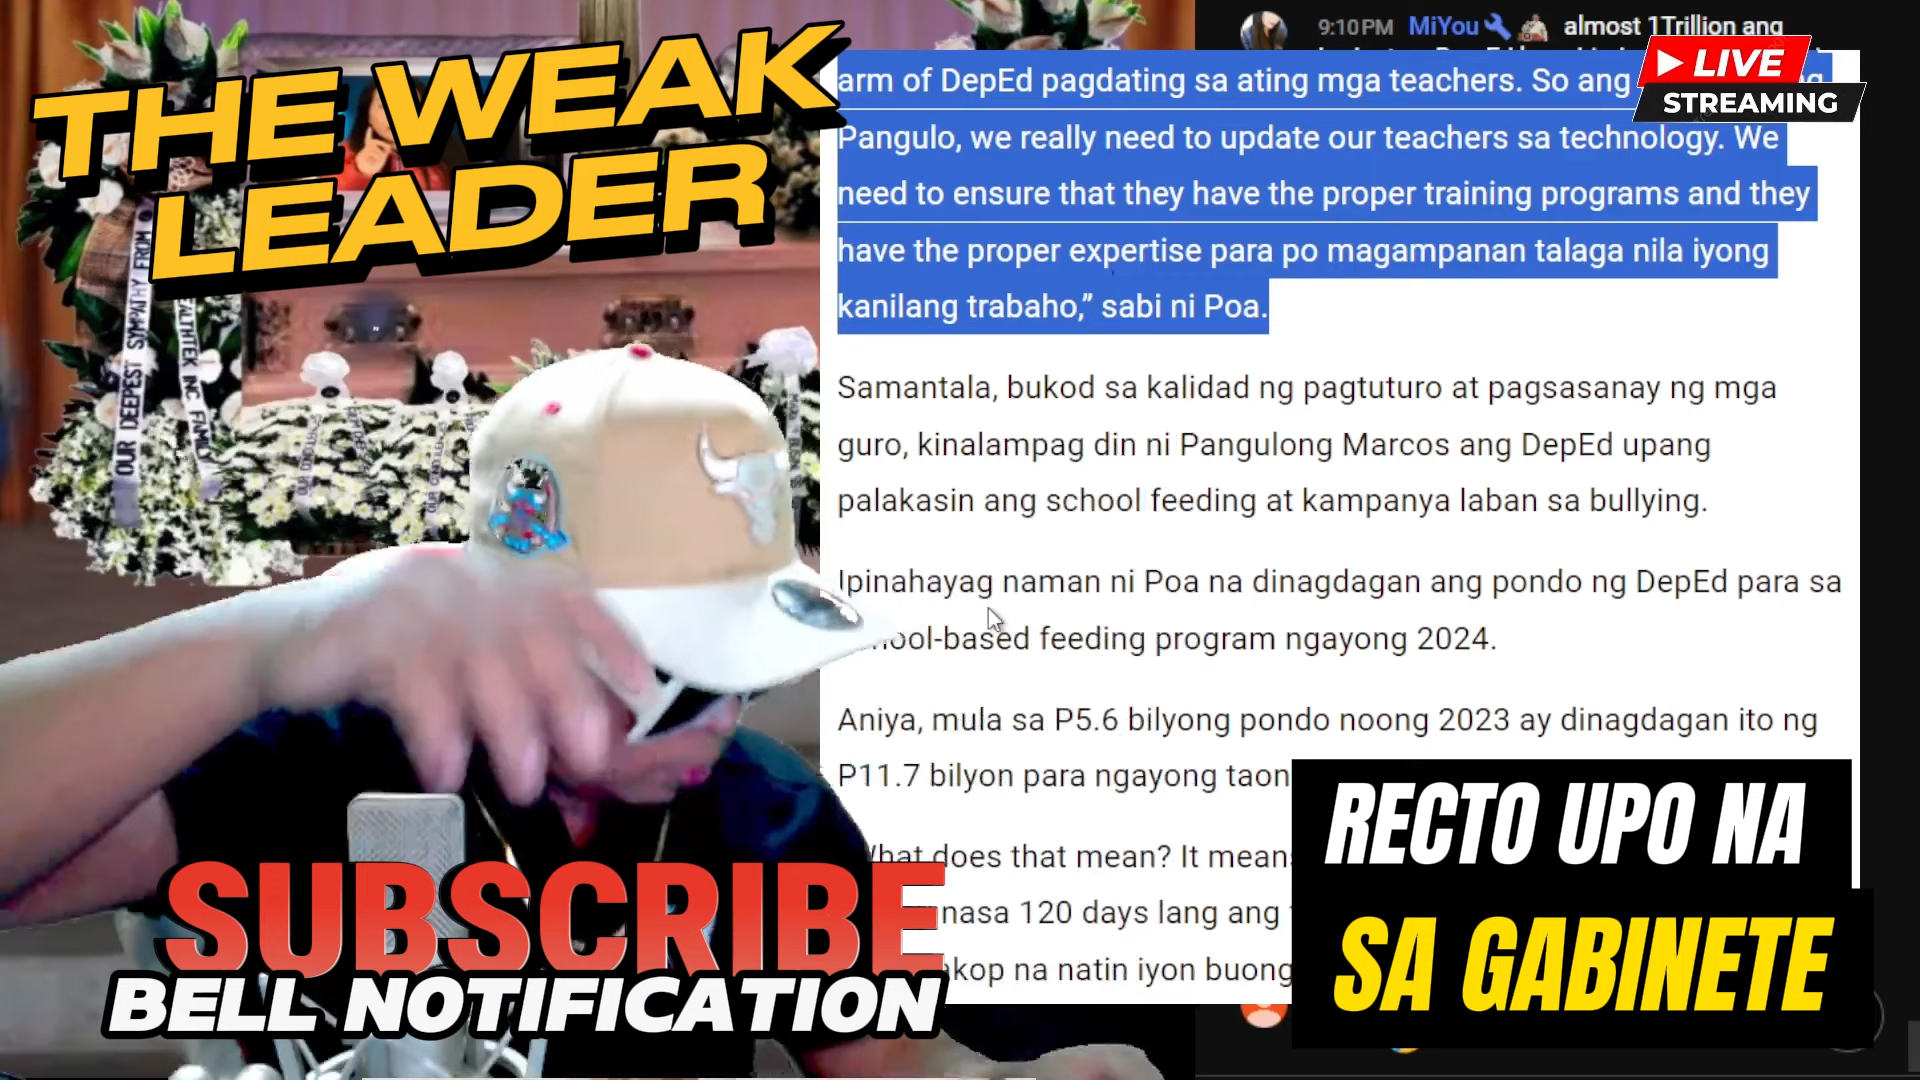 THE WEAK
LEADER
OUR DEEPEST SYMPATHY FROM
EALTHTEK INC FAMILY
9:10PM MiYou almost 1Trillion ang
LIVE
STREAMING
arm of DepEd pagdating sa ating mga teachers. So ang
Pangulo, we really need to update our teachers sa technology. We
need to ensure that they have the proper training programs and they
have the proper expertise para po magampanan talaga nila iyong
kanilang trabaho,” sabi ni Poa.
Samantala, bukod sa kalidad ng pagtuturo at pagsasanay ng mga
guro, kinalampag din ni Pangulong Marcos ang DepEd upang
palakasin ang school feeding at kampanya laban sa bullying.
Ipinahayag naman ni Poa na dinagdagan ang pondo ng DepEd para sa
ool-based feeding program ngayong 2024.
Aniya, mula sa P5.6 bilyong pondo noong 2023 ay dinagdagan ito ng
P11.7 bilyon para ngayong taon
What does that mean? It means
nasa 120 days lang ang
akop na natin iyon buong
RECTO UPO NA
SA GABINETE
SUBSCRIBE
BELL NOTIFICATION